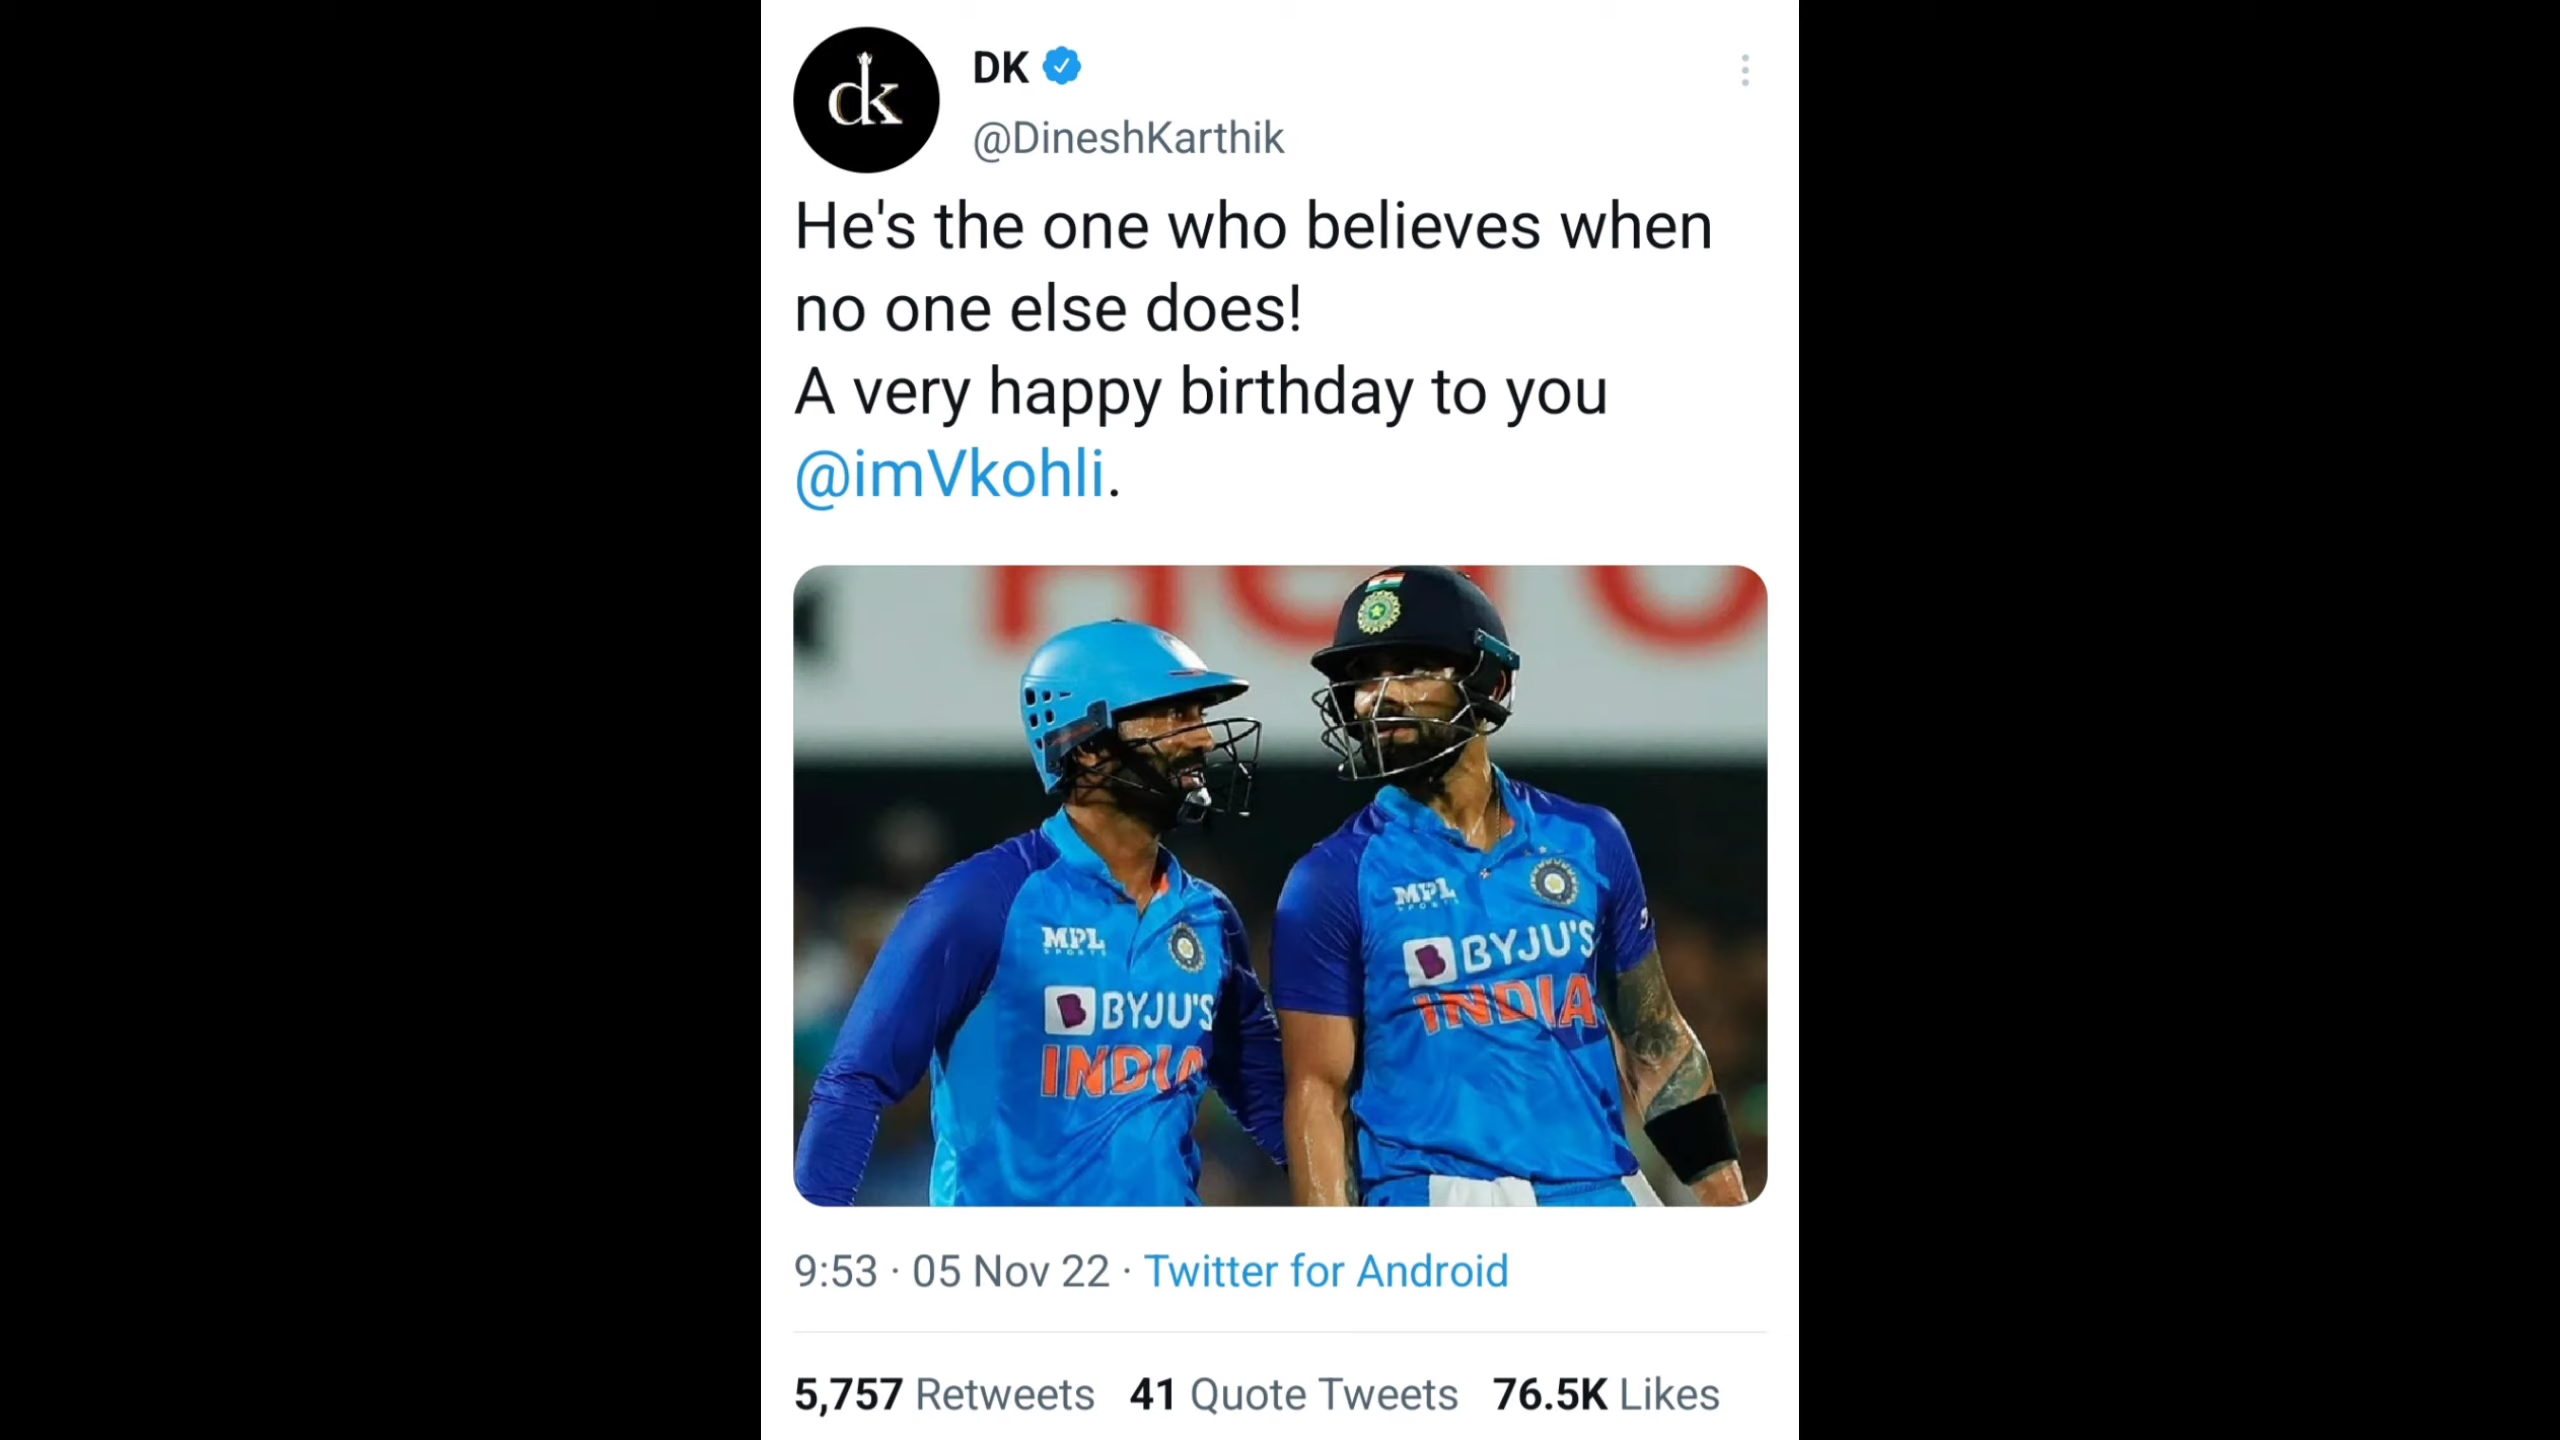 dk
DK
@DineshKarthik
He's the one who believes when
no one else does!
A very happy birthday to you
@imVkohli.
MPL
SPORTS
BYJU'S
INDIA
MPL
SPORTS
BYJU'S
INDIA
9:53 · 05 Nov 22 · Twitter for Android
5,757 Retweets 41 Quote Tweets 76.5K Likes